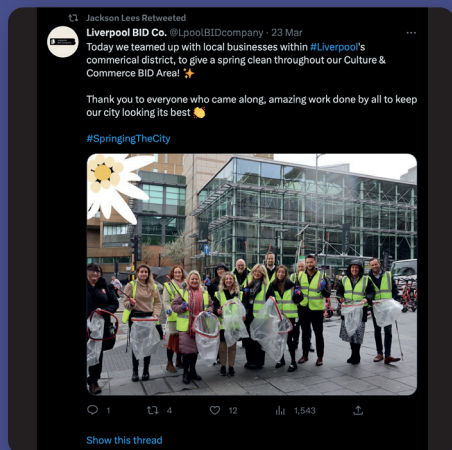 Jackson Lees Retweeted
Liverpool BID Co. @LpoolBIDcompany · 23 Mar
Today we teamed up with local businesses within #Liverpool's
commerical district, to give a spring clean throughout our Culture &
Commerce BID Area! ✨
Thank you to everyone who came along, amazing work done by all to keep
our city looking its best 👏
#SpringingTheCity
1 4 12 1,543
Show this thread